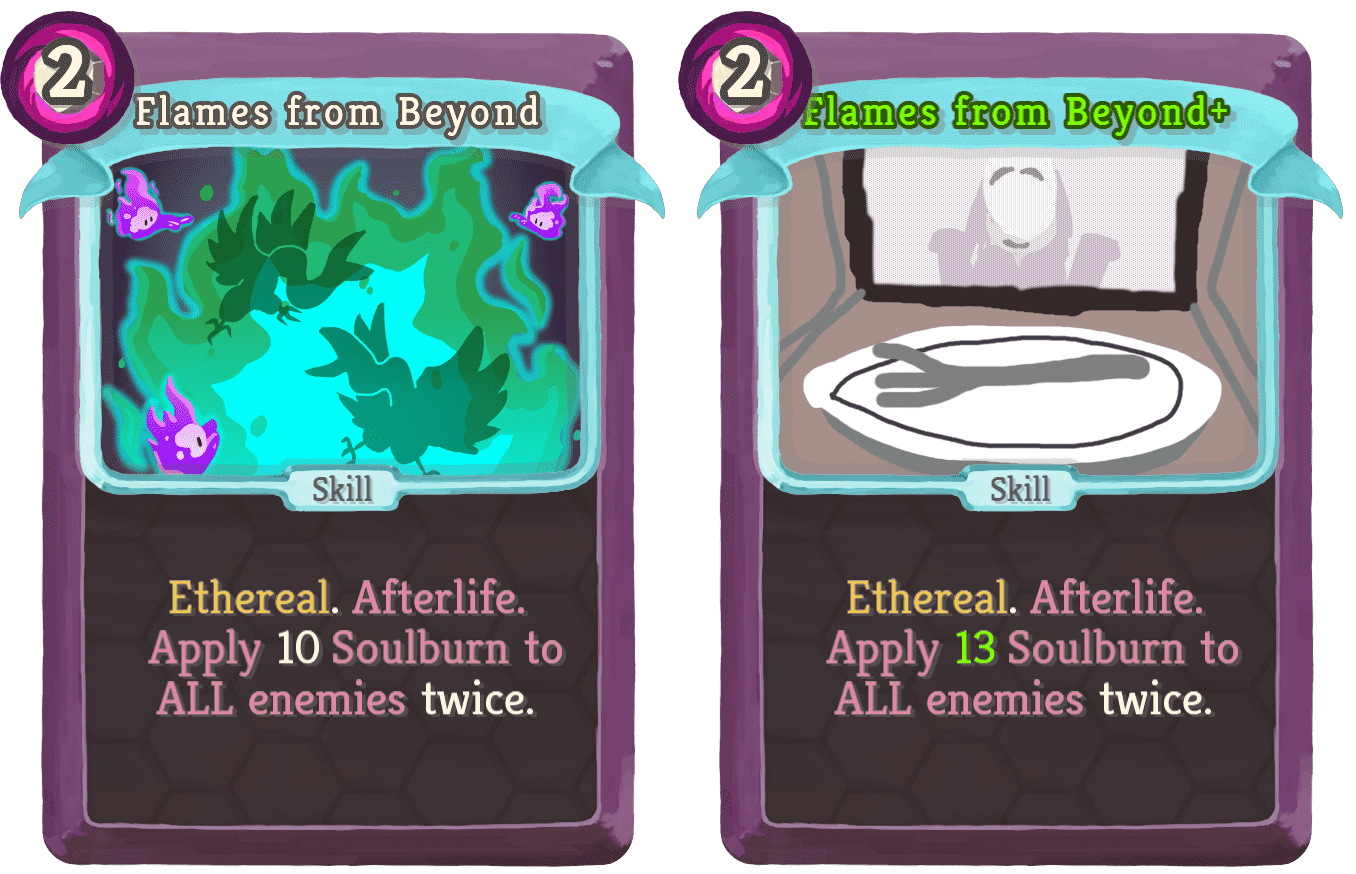 2
Flames from Beyond
Skill
Ethereal. Afterlife.
Apply 10 Soulburn to
ALL enemies twice.
2
Flames from Beyond+
Skill
Ethereal. Afterlife.
Apply 13 Soulburn to
ALL enemies twice.